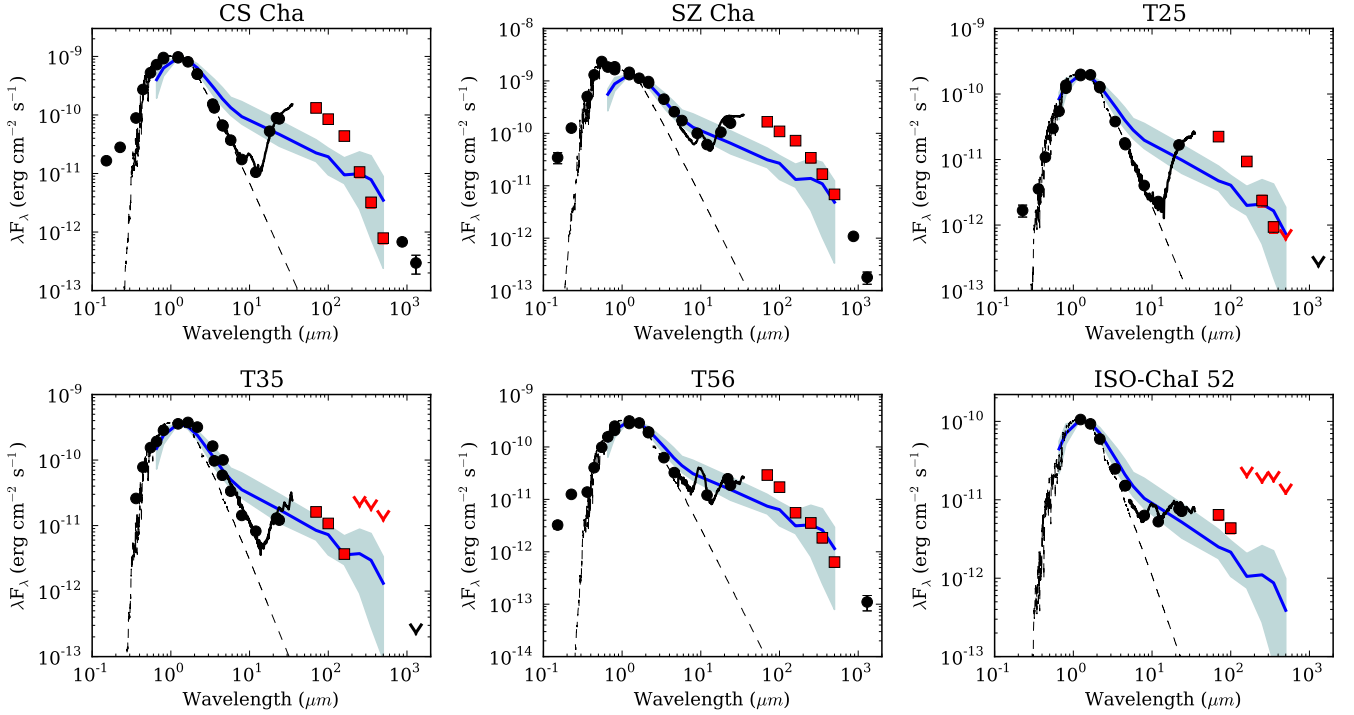 CS Cha
SZ Cha
T25
λF_λ (erg cm⁻² s⁻¹)
10⁻⁹
10⁻¹⁰
10⁻¹¹
10⁻¹²
10⁻¹³
10⁻¹ 10⁰ 10¹ 10² 10³
Wavelength (μm)
λF_λ (erg cm⁻² s⁻¹)
10⁻⁸
10⁻⁹
10⁻¹⁰
10⁻¹¹
10⁻¹²
10⁻¹³
10⁻¹ 10⁰ 10¹ 10² 10³
Wavelength (μm)
λF_λ (erg cm⁻² s⁻¹)
10⁻⁹
10⁻¹⁰
10⁻¹¹
10⁻¹²
10⁻¹³
10⁻¹ 10⁰ 10¹ 10² 10³
Wavelength (μm)
T35
T56
ISO-ChaI 52
λF_λ (erg cm⁻² s⁻¹)
10⁻⁹
10⁻¹⁰
10⁻¹¹
10⁻¹²
10⁻¹³
10⁻¹ 10⁰ 10¹ 10² 10³
Wavelength (μm)
λF_λ (erg cm⁻² s⁻¹)
10⁻⁹
10⁻¹⁰
10⁻¹¹
10⁻¹²
10⁻¹³
10⁻¹⁴
10⁻¹ 10⁰ 10¹ 10² 10³
Wavelength (μm)
λF_λ (erg cm⁻² s⁻¹)
10⁻¹⁰
10⁻¹¹
10⁻¹²
10⁻¹³
10⁻¹ 10⁰ 10¹ 10² 10³
Wavelength (μm)